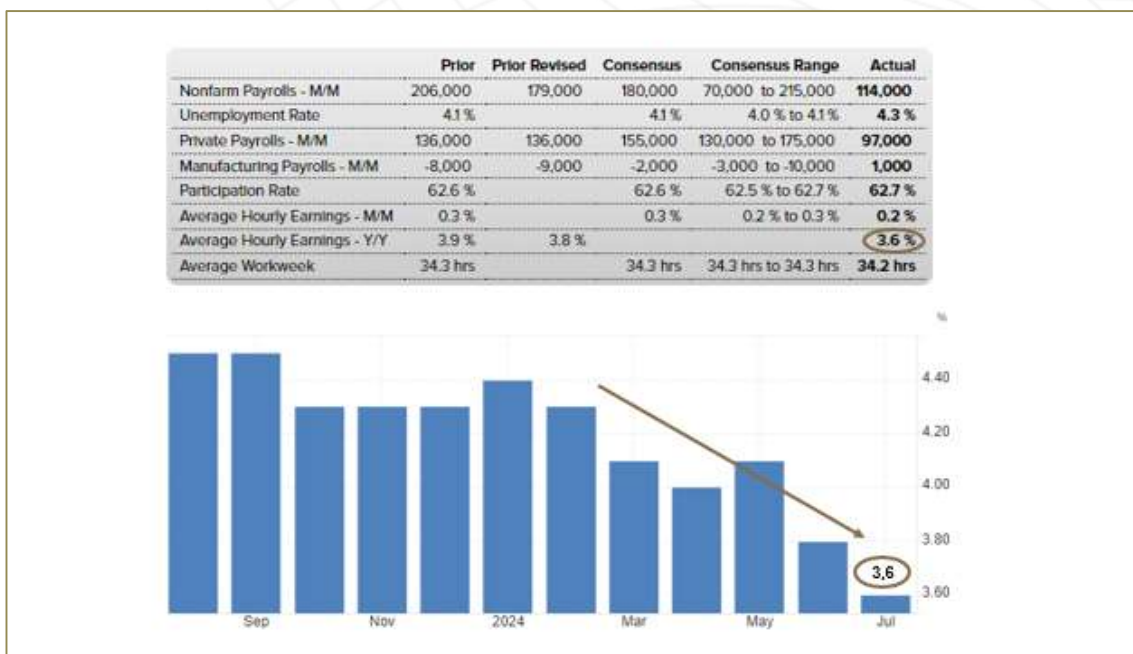 Prior Prior Revised Consensus Consensus Range Actual
Nonfarm Payrolls - M/M 206,000 179,000 180,000 70,000 to 215,000 114,000
Unemployment Rate 4.1 % 4.1 % 4.0 % to 4.1 % 4.3 %
Private Payrolls - M/M 136,000 136,000 155,000 130,000 to 175,000 97,000
Manufacturing Payrolls - M/M -8,000 -9,000 -2,000 -3,000 to -10,000 1,000
Participation Rate 62.6 % 62.6 % 62.5 % to 62.7 % 62.7 %
Average Hourly Earnings - M/M 0.3 % 0.3 % 0.2 % to 0.3 % 0.2 %
Average Hourly Earnings - Y/Y 3.9 % 3.8 % 3.6 %
Average Workweek 34.3 hrs 34.3 hrs 34.3 hrs to 34.3 hrs 34.2 hrs
%
4.40
4.20
4.00
3.80
3,6
3.60
Sep Nov 2024 Mar May Jul